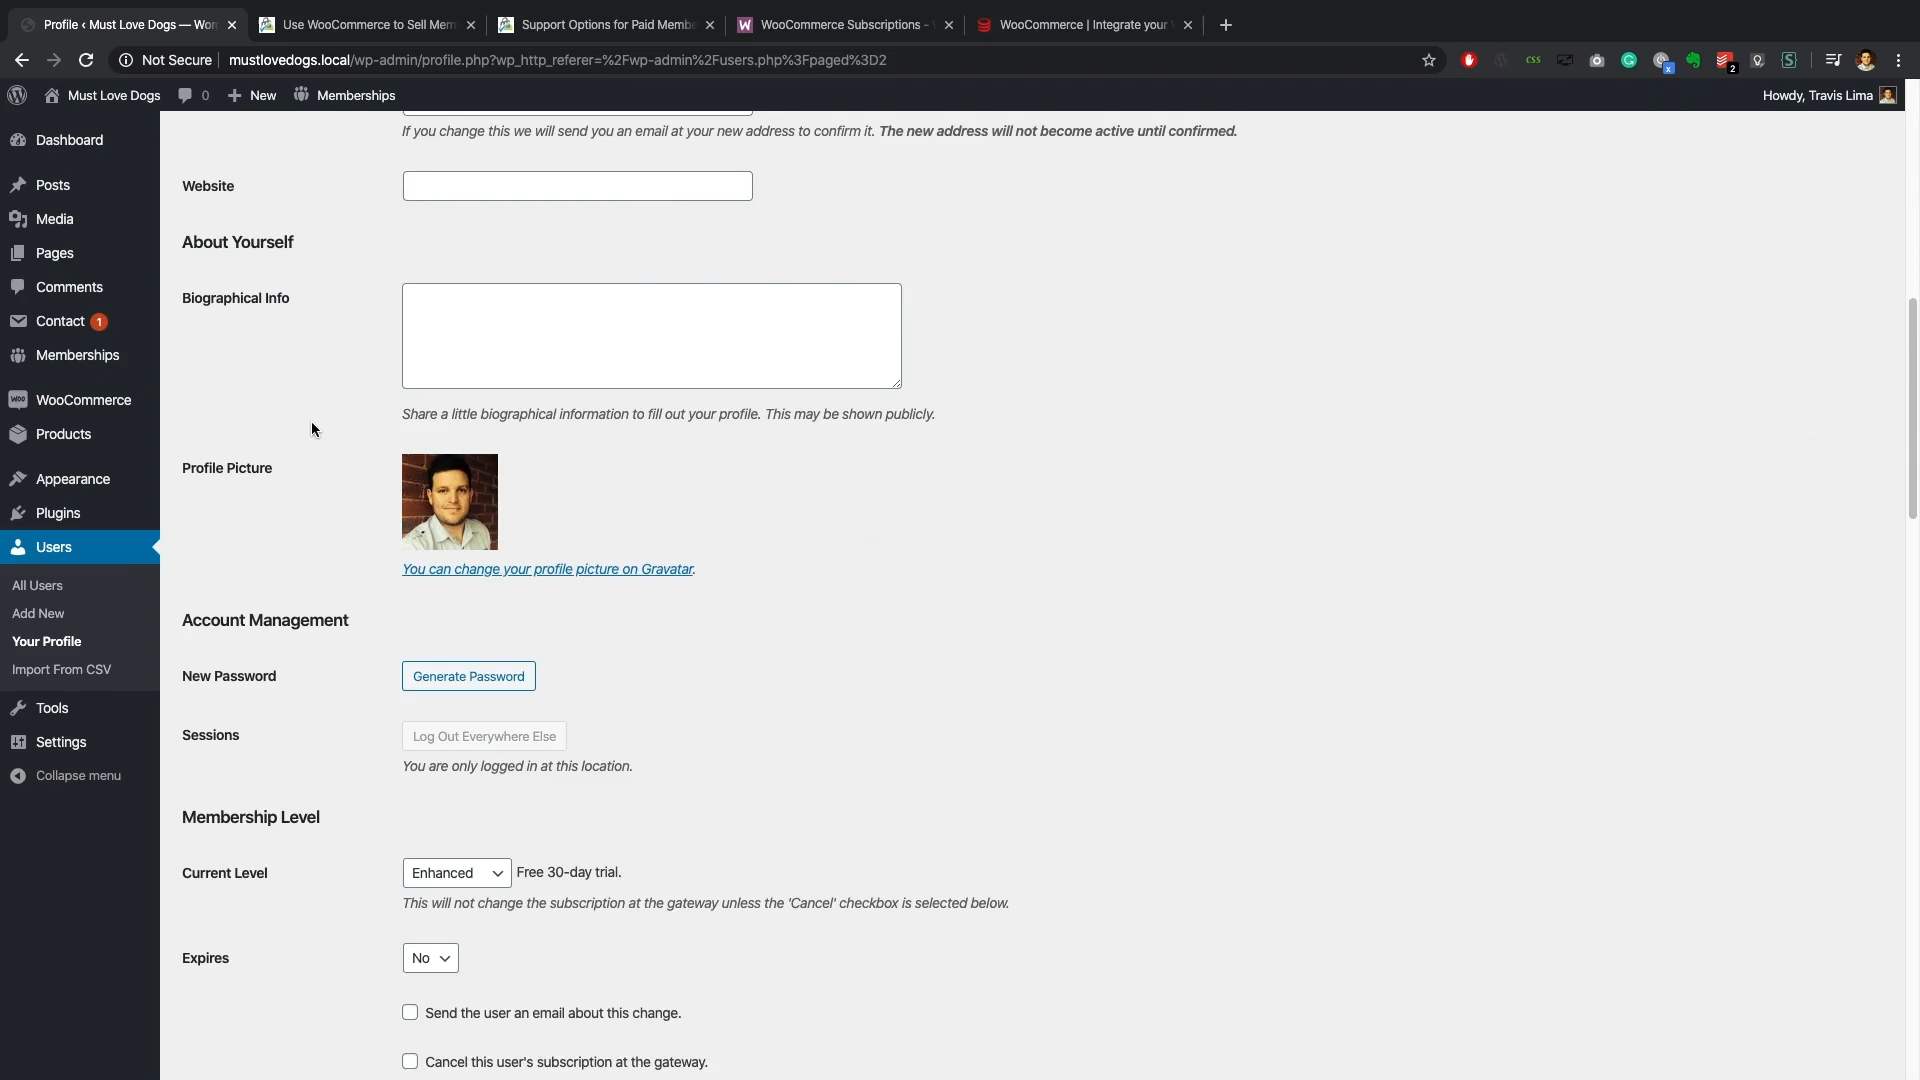 Profile ‹ Must Love Dogs — Wor
Use WooCommerce to Sell Mem
Support Options for Paid Membe
WooCommerce Subscriptions -
WooCommerce | Integrate your
Not Secure
mustlovedogs.local/wp-admin/profile.php?wp_http_referer=%2Fwp-admin%2Fusers.php%3Fpaged%3D2
css
2
Must Love Dogs
0
New
Memberships
Howdy, Travis Lima
Dashboard
Posts
Media
Pages
Comments
Contact 1
Memberships
WooCommerce
Products
Appearance
Plugins
Users
All Users
Add New
Your Profile
Import From CSV
Tools
Settings
Collapse menu
If you change this we will send you an email at your new address to confirm it. The new address will not become active until confirmed.
Website
About Yourself
Biographical Info
Share a little biographical information to fill out your profile. This may be shown publicly.
Profile Picture
You can change your profile picture on Gravatar.
Account Management
New Password
Generate Password
Sessions
Log Out Everywhere Else
You are only logged in at this location.
Membership Level
Current Level
Enhanced
Free 30-day trial.
This will not change the subscription at the gateway unless the 'Cancel' checkbox is selected below.
Expires
No
Send the user an email about this change.
Cancel this user's subscription at the gateway.